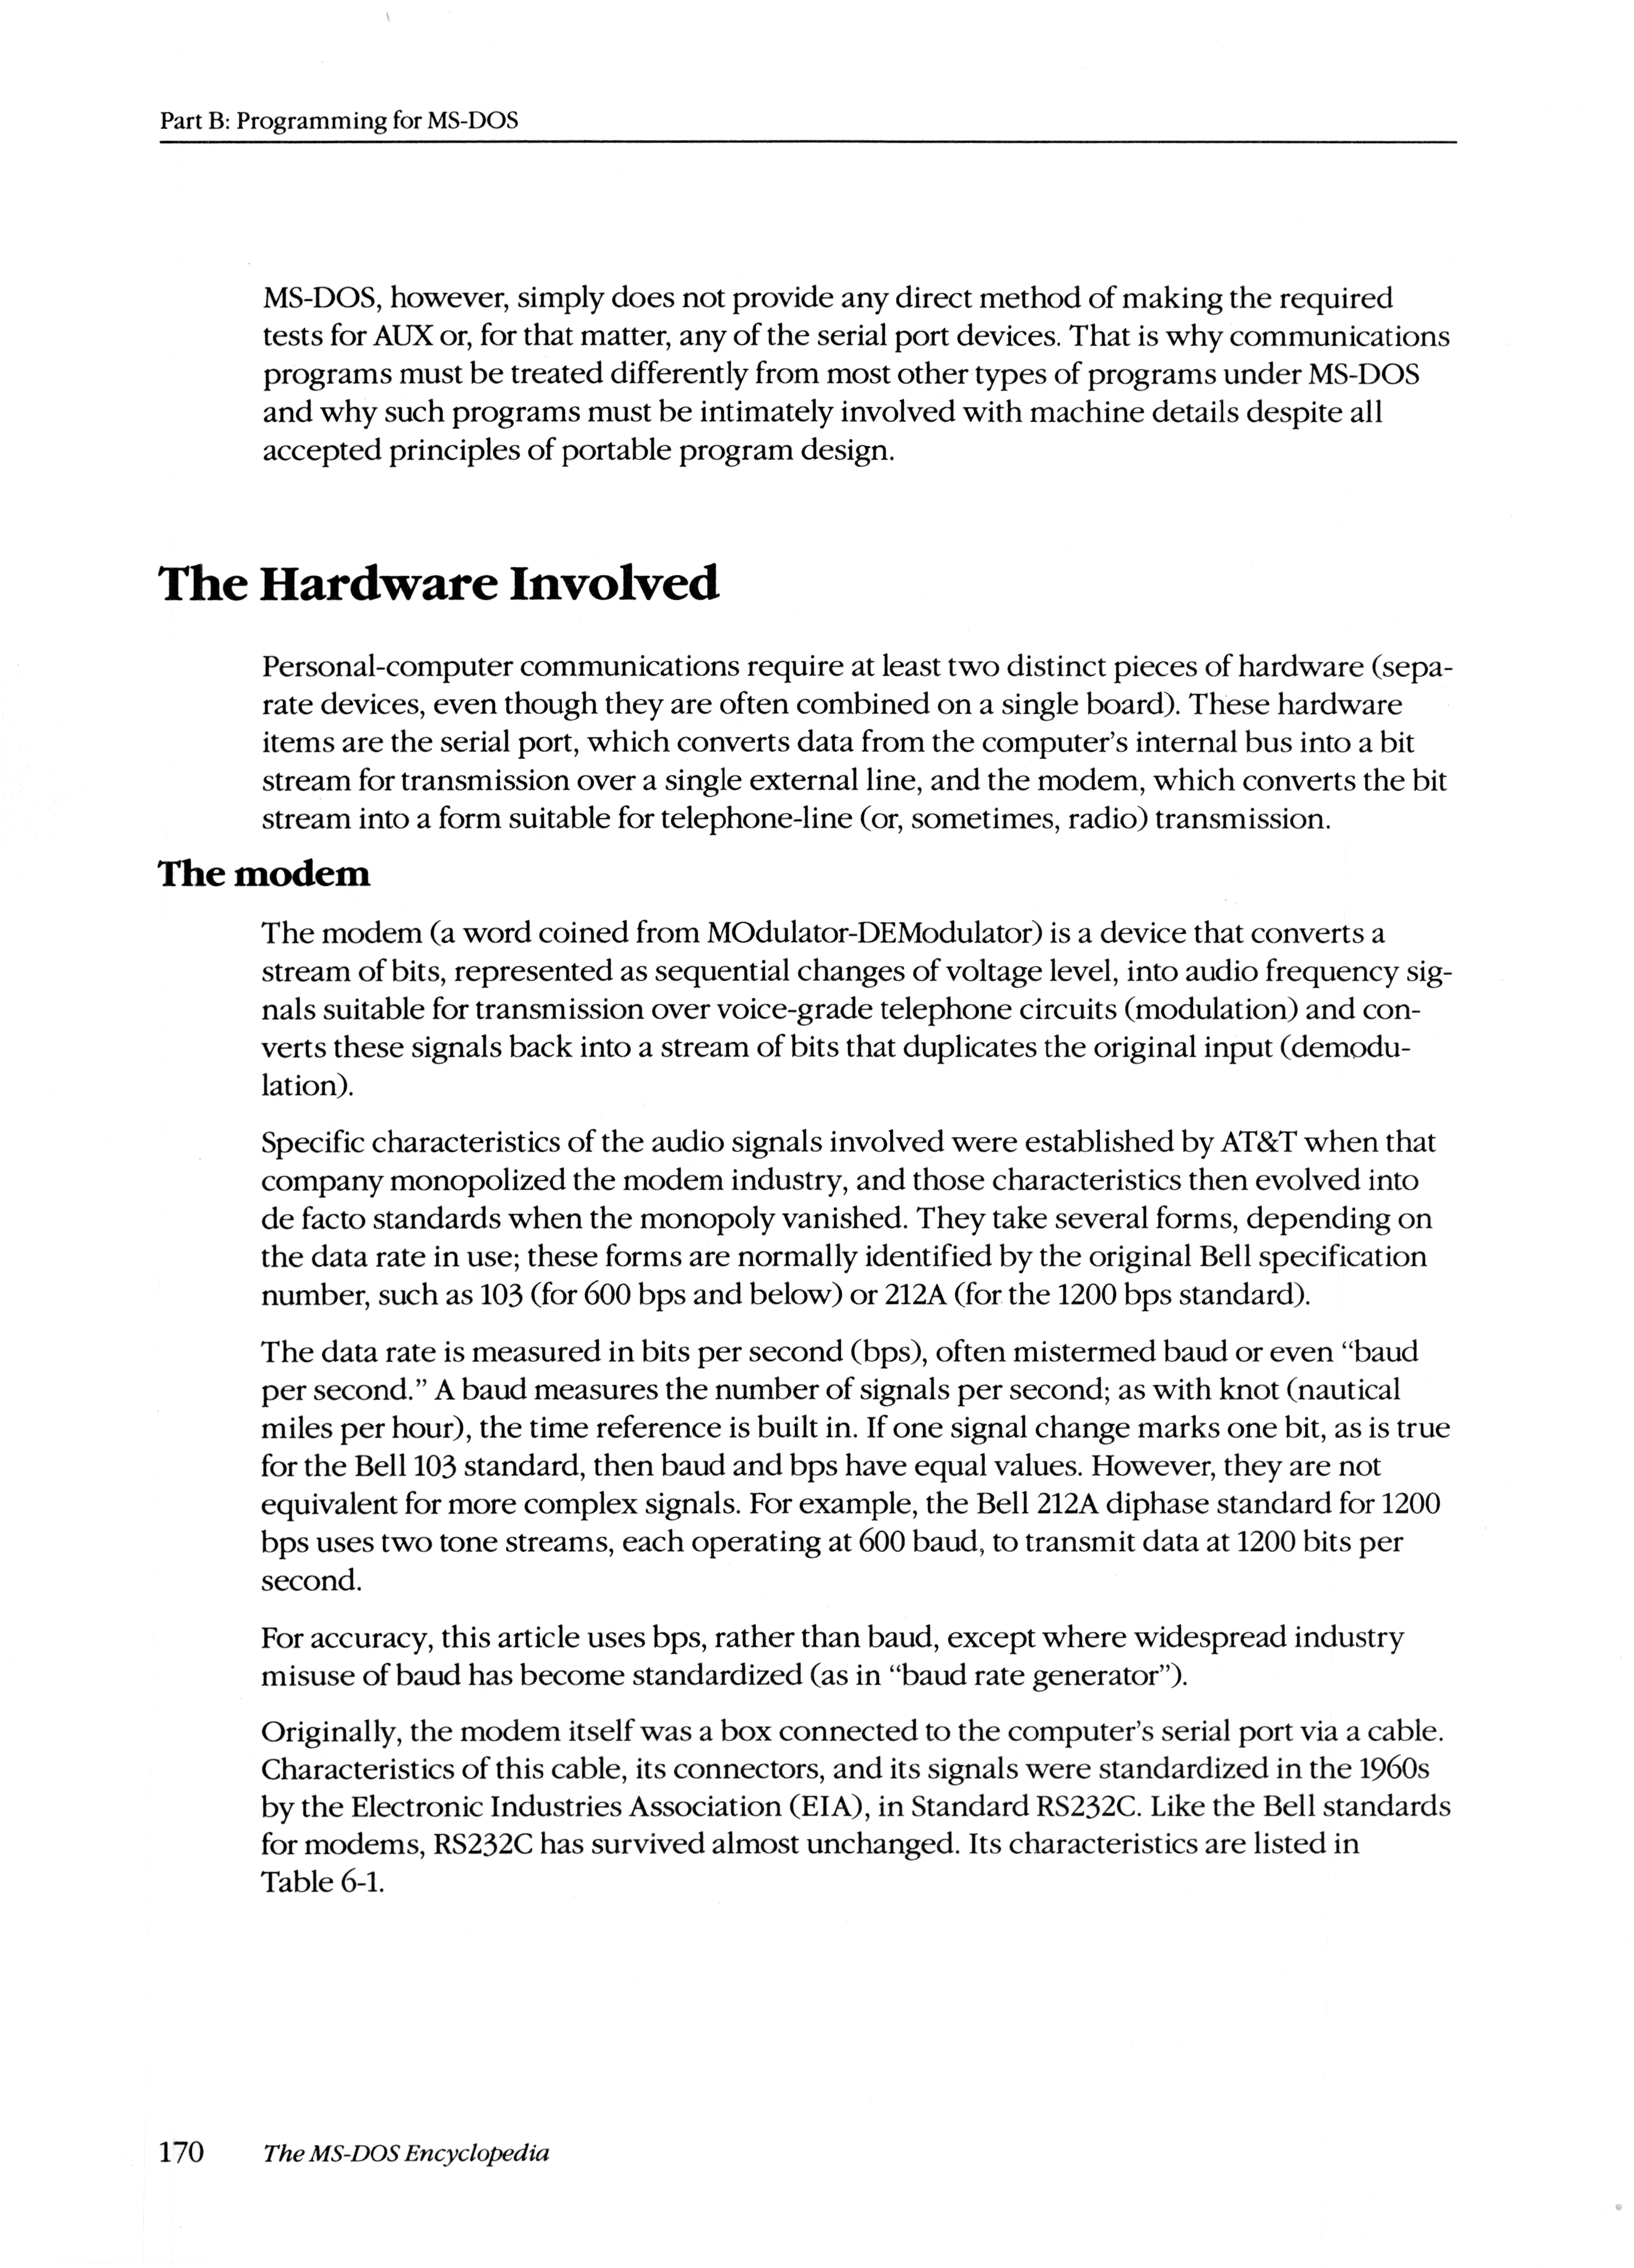 Part B: Programming for MS-DOS
MS-DOS, however, simply does not provide any direct method of making the required
tests for AUX or, for that matter, any of the serial port devices. That is why communications
programs must be treated differently from most other types of programs under MS-DOS
and why such programs must be intimately involved with machine details despite all
accepted principles of portable program design.
The Hardware Involved
Personal-computer communications require at least two distinct pieces of hardware (sepa-
rate devices, even though they are often combined on a single board). These hardware
items are the serial port, which converts data from the computer's internal bus into a bit
stream for transmission over a single external line, and the modem, which converts the bit
stream into a form suitable for telephone-line (or, sometimes, radio) transmission.
The modem
The modem (a word coined from MOdulator-DEModulator) is a device that converts a
stream of bits, represented as sequential changes of voltage level, into audio frequency sig-
nals suitable for transmission over voice-grade telephone circuits (modulation) and con-
verts these signals back into a stream of bits that duplicates the original input (demodu-
lation).
Specific characteristics of the audio signals involved were established by AT&T when that
company monopolized the modem industry, and those characteristics then evolved into
de facto standards when the monopoly vanished. They take several forms, depending on
the data rate in use; these forms are normally identified by the original Bell specification
number, such as 103 (for 600 bps and below) or 212A (for the 1200 bps standard).
The data rate is measured in bits per second (bps), often mistermed baud or even “baud
per second.” A baud measures the number of signals per second; as with knot (nautical
miles per hour), the time reference is built in. If one signal change marks one bit, as is true
for the Bell 103 standard, then baud and bps have equal values. However, they are not
equivalent for more complex signals. For example, the Bell 212A diphase standard for 1200
bps uses two tone streams, each operating at 600 baud, to transmit data at 1200 bits per
second.
For accuracy, this article uses bps, rather than baud, except where widespread industry
misuse of baud has become standardized (as in “baud rate generator”).
Originally, the modem itself was a box connected to the computer's serial port via a cable.
Characteristics of this cable, its connectors, and its signals were standardized in the 1960s
by the Electronic Industries Association (EIA), in Standard RS232C. Like the Bell standards
for modems, RS232C has survived almost unchanged. Its characteristics are listed in
Table 6-1.
170 The MS-DOS Encyclopedia